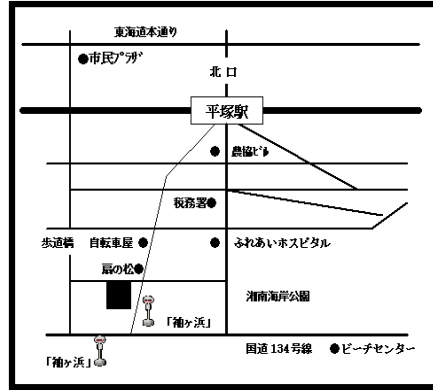 東海道本通り
●市民ﾌﾟﾗｻﾞ
北口
平塚駅
● 農協ﾋﾞﾙ
税務署●
歩道橋 自転車屋 ● ● ふれあいホスピタル
扇の松●
湘南海岸公園
「袖ヶ浜」
国道134号線 ●ビーチセンター
「袖ヶ浜」